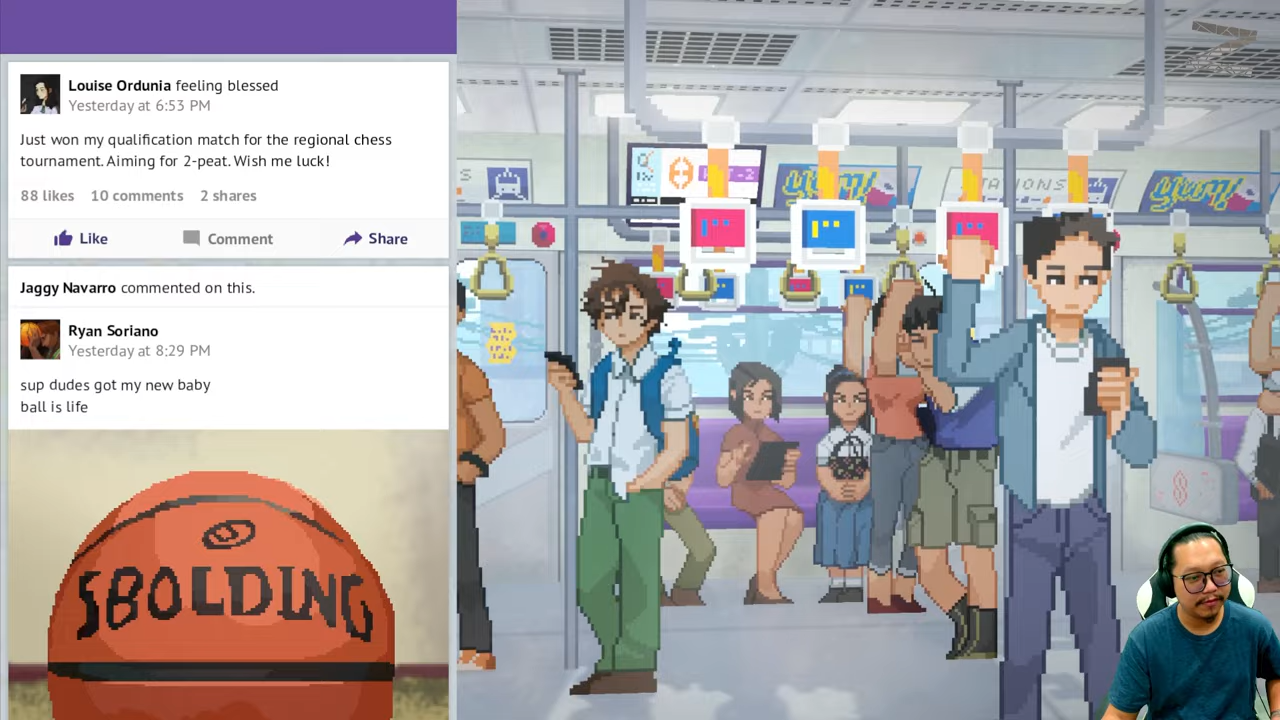 Louise Ordunia feeling blessed
Yesterday at 6:53 PM
Just won my qualification match for the regional chess
tournament. Aiming for 2-peat. Wish me luck!
88 likes 10 comments 2 shares
Like Comment Share
Jaggy Navarro commented on this.
Ryan Soriano
Yesterday at 8:29 PM
sup dudes got my new baby
ball is life
SBOLDING